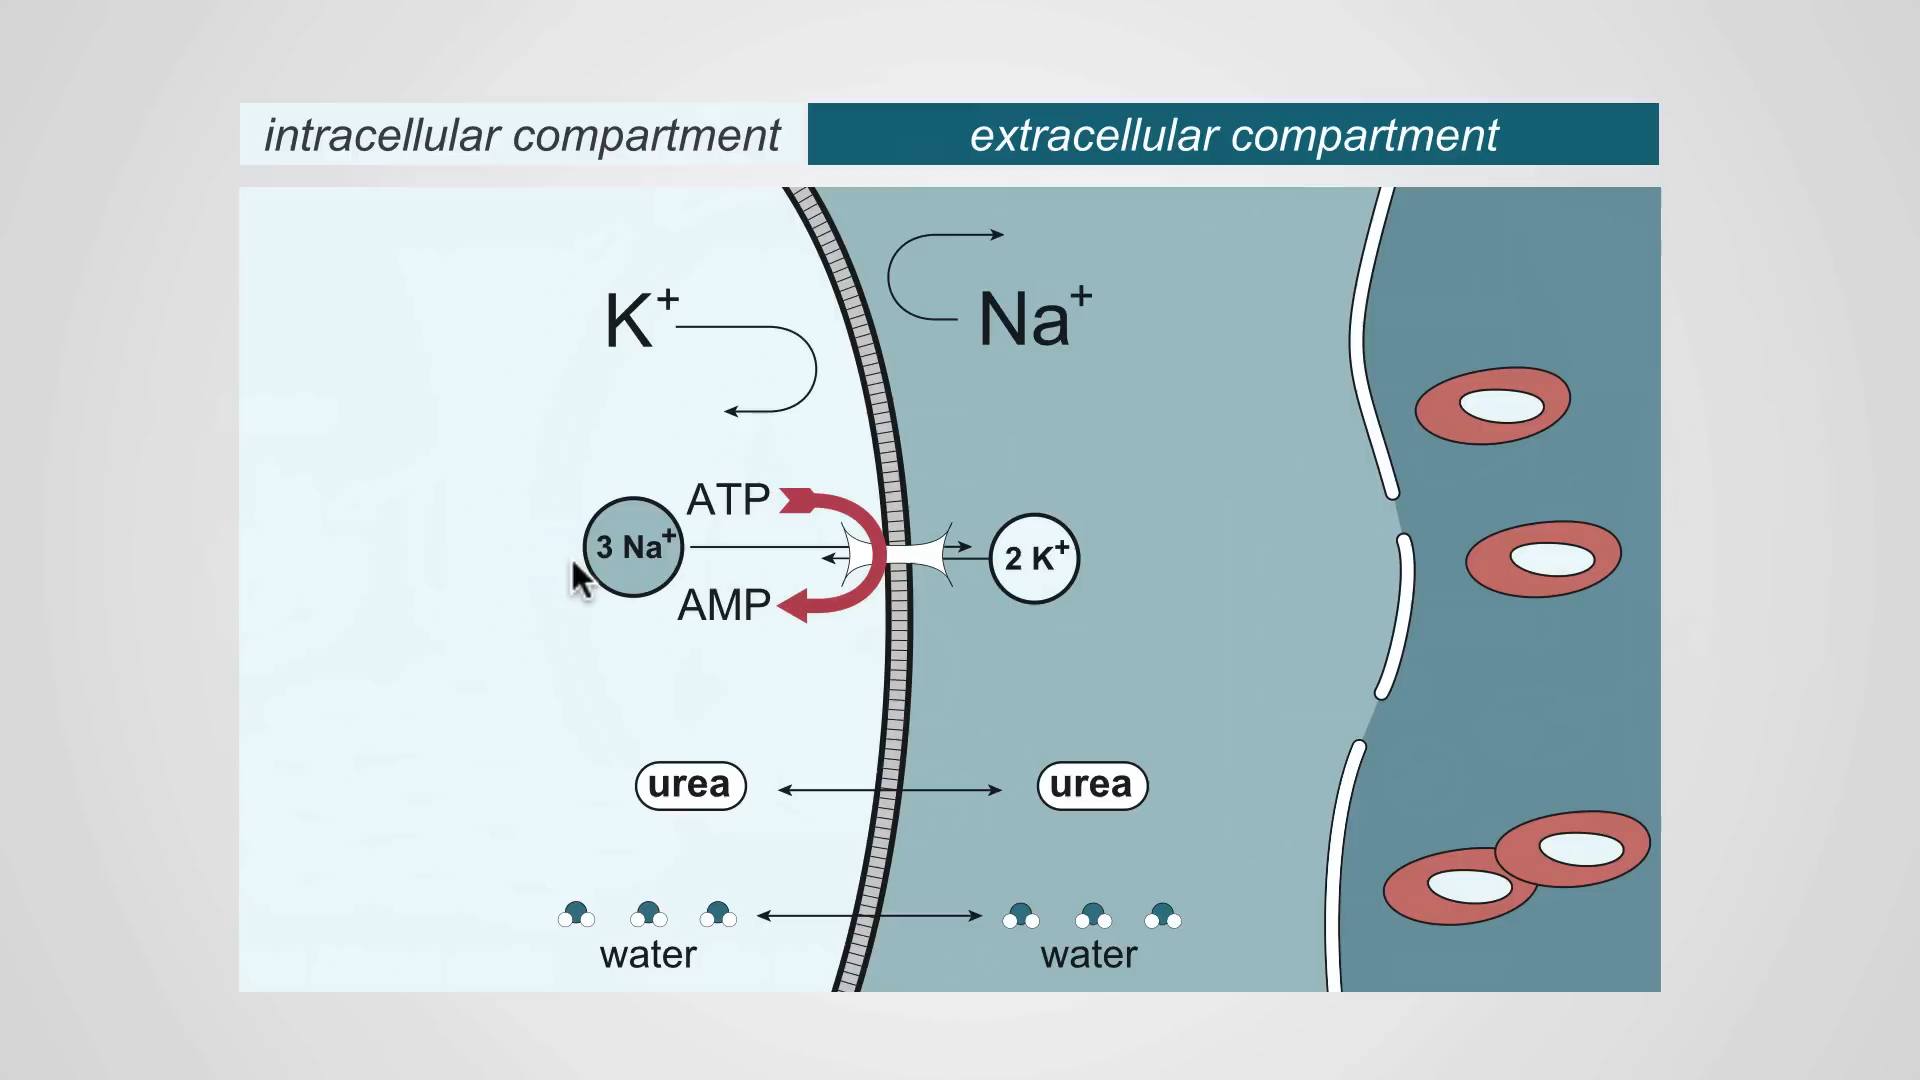 intracellular compartment
extracellular compartment
K+
Na+
ATP
3 Na+
2 K+
AMP
urea
urea
water
water